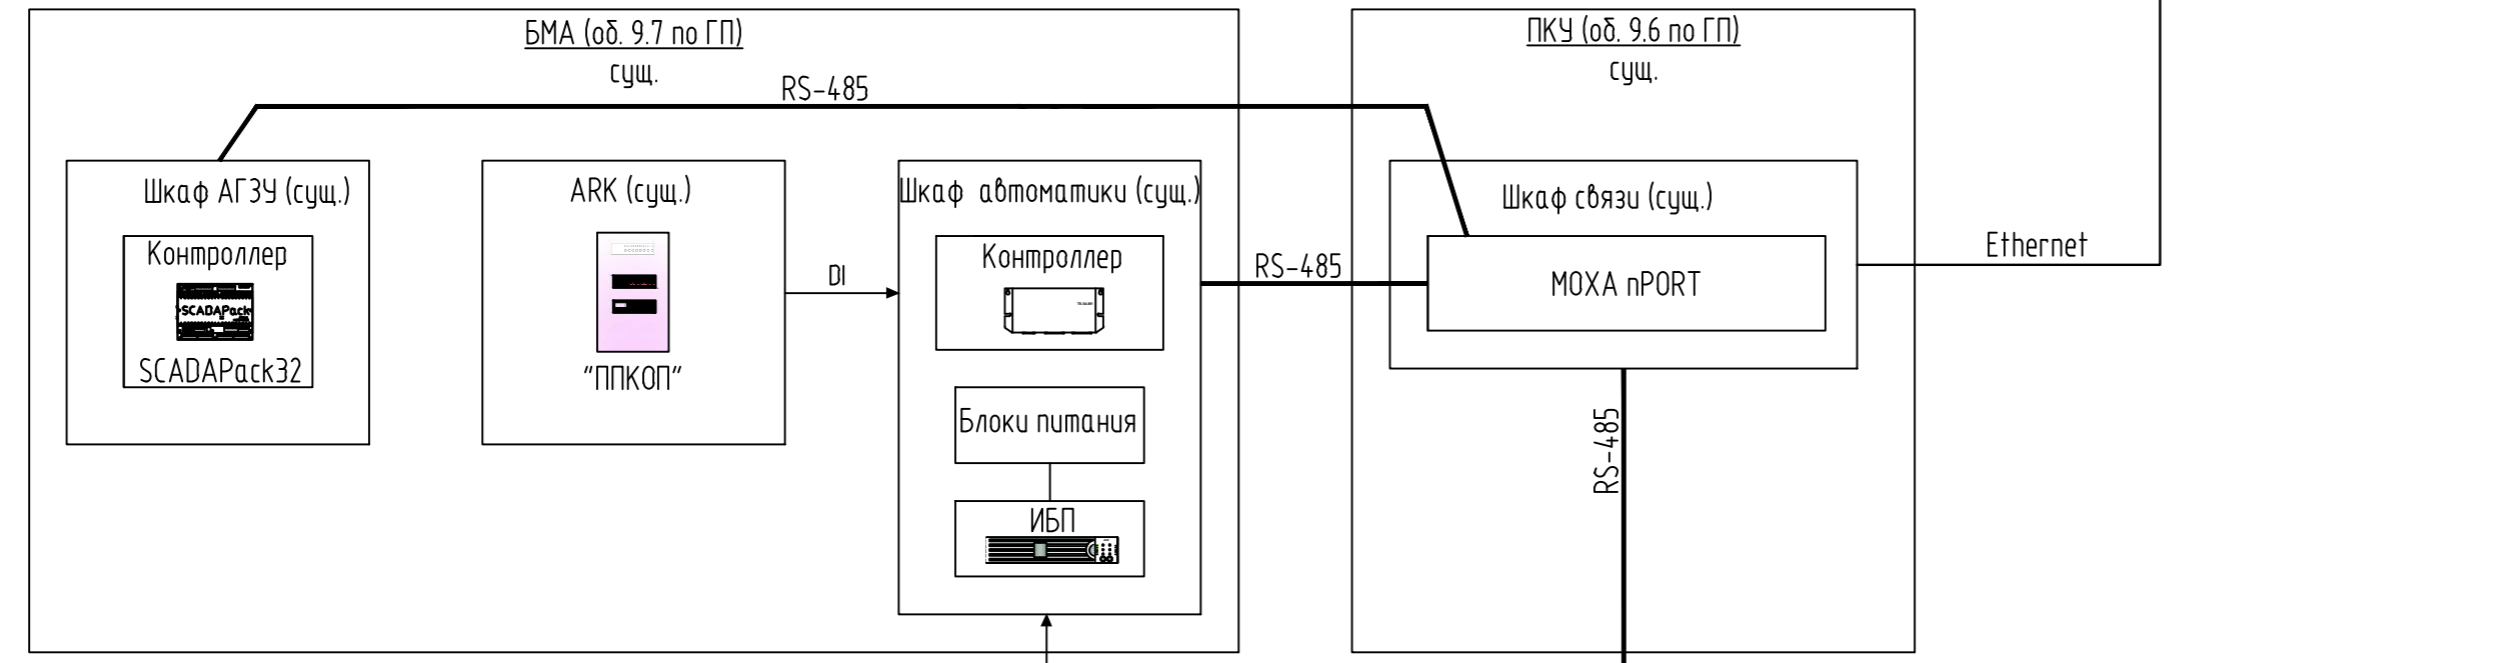 БМА (об. 9.7 по ГП)
сущ.
ПКУ (об. 9.6 по ГП)
сущ.
RS-485
Шкаф АГЗУ (сущ.)
Контроллер
SCADAPack
SCADAPack32
ARK (сущ.)
"ППКОП"
DI
Шкаф автоматики (сущ.)
Контроллер
Блоки питания
ИБП
RS-485
Шкаф связи (сущ.)
MOXA nPORT
Ethernet
RS-485